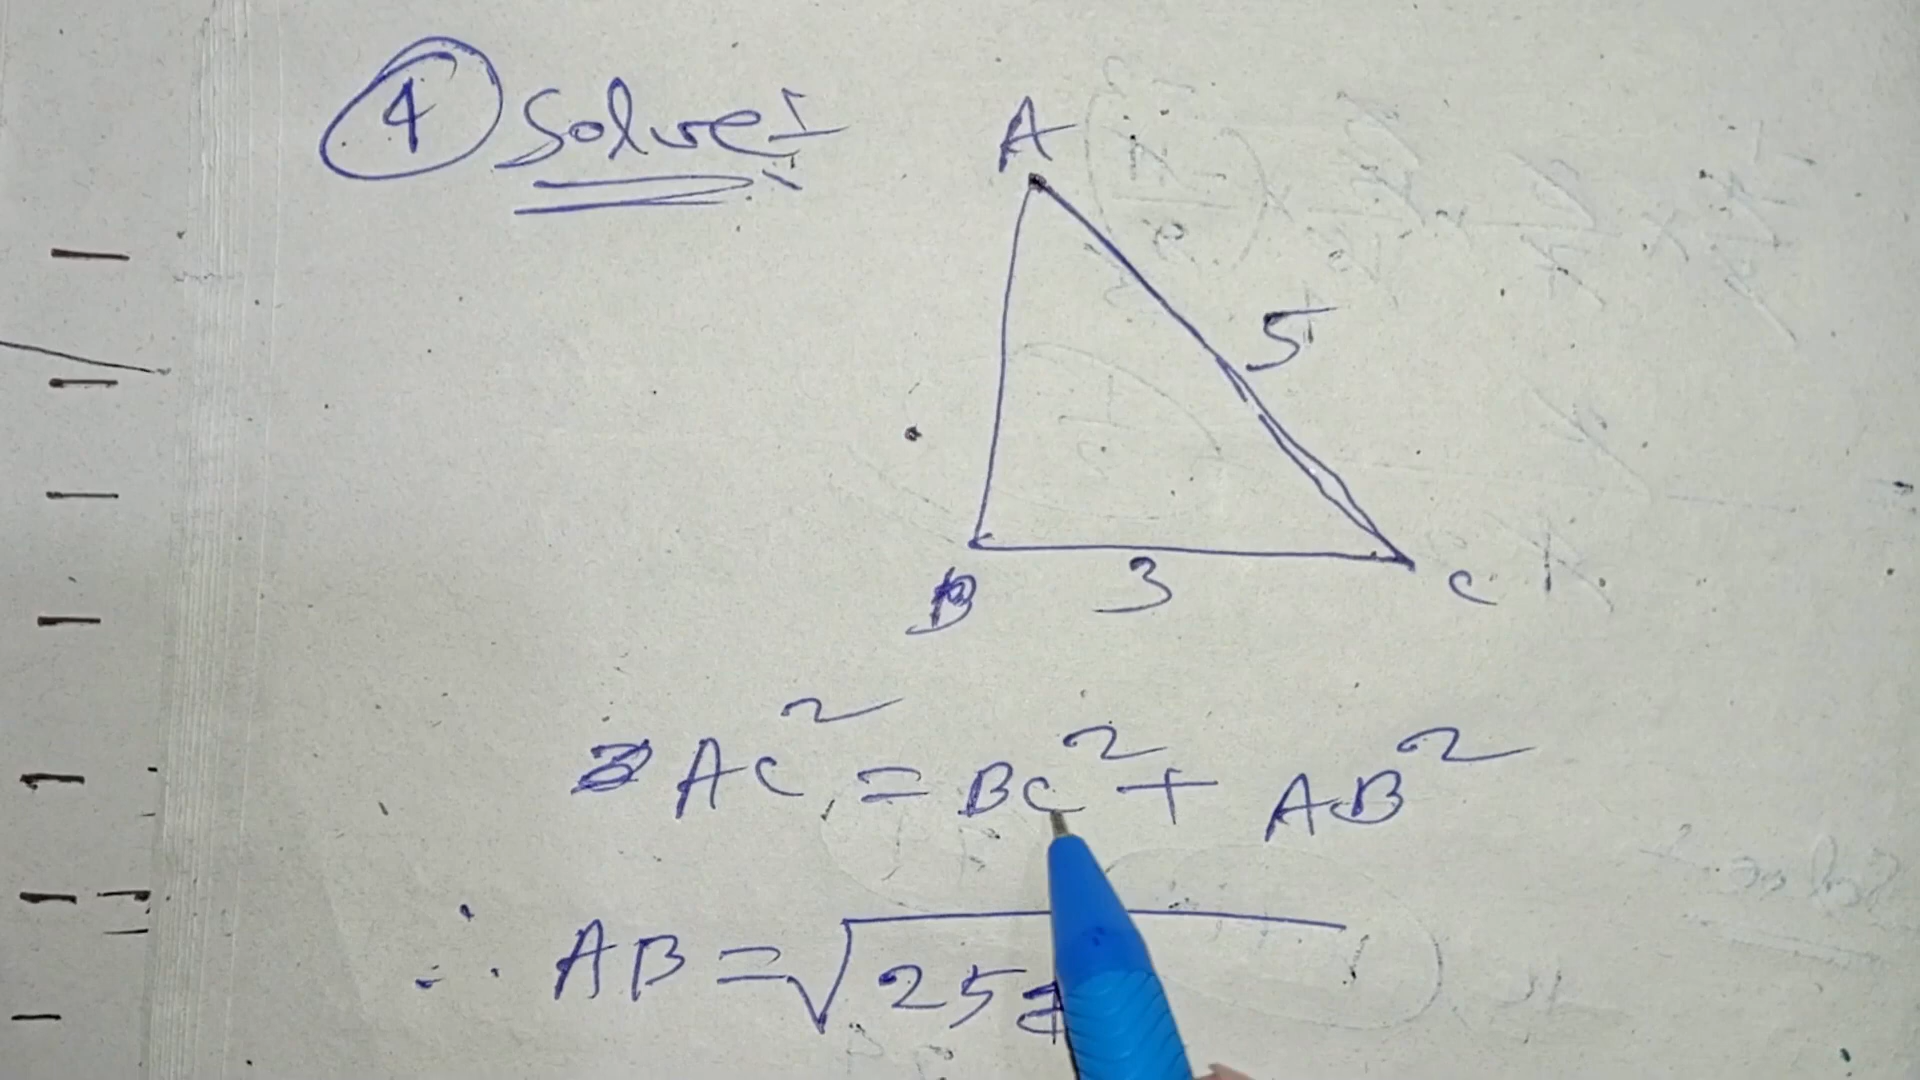 ④ Solve:-
A
5
B 3 C
AC² = BC² + AB²
∴ AB = √25